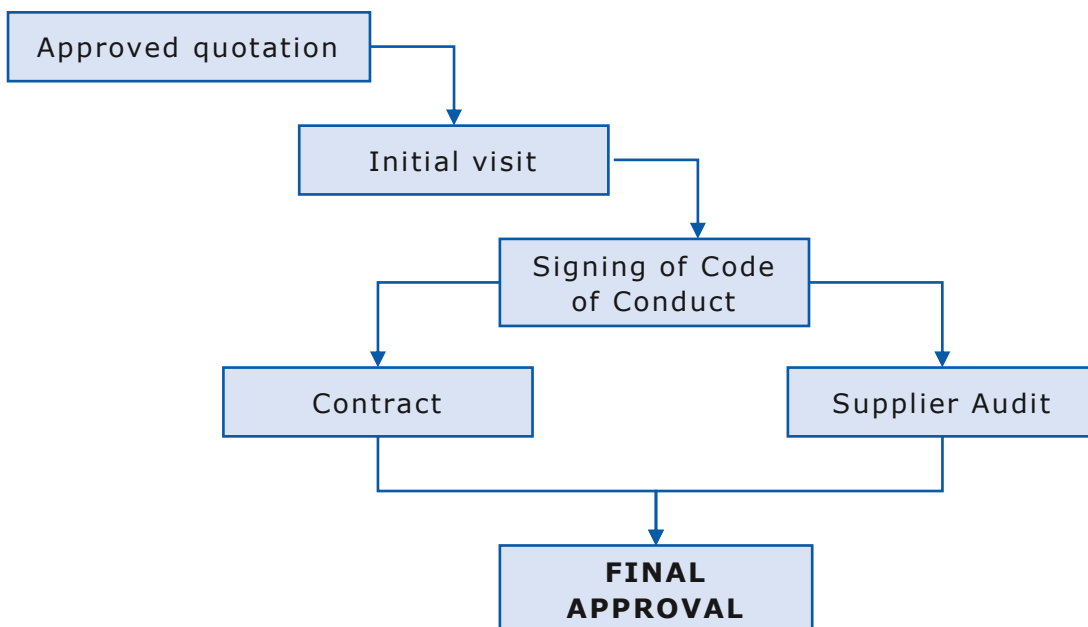 Approved quotation
Initial visit
Signing of Code
of Conduct
Contract
Supplier Audit
FINAL
APPROVAL